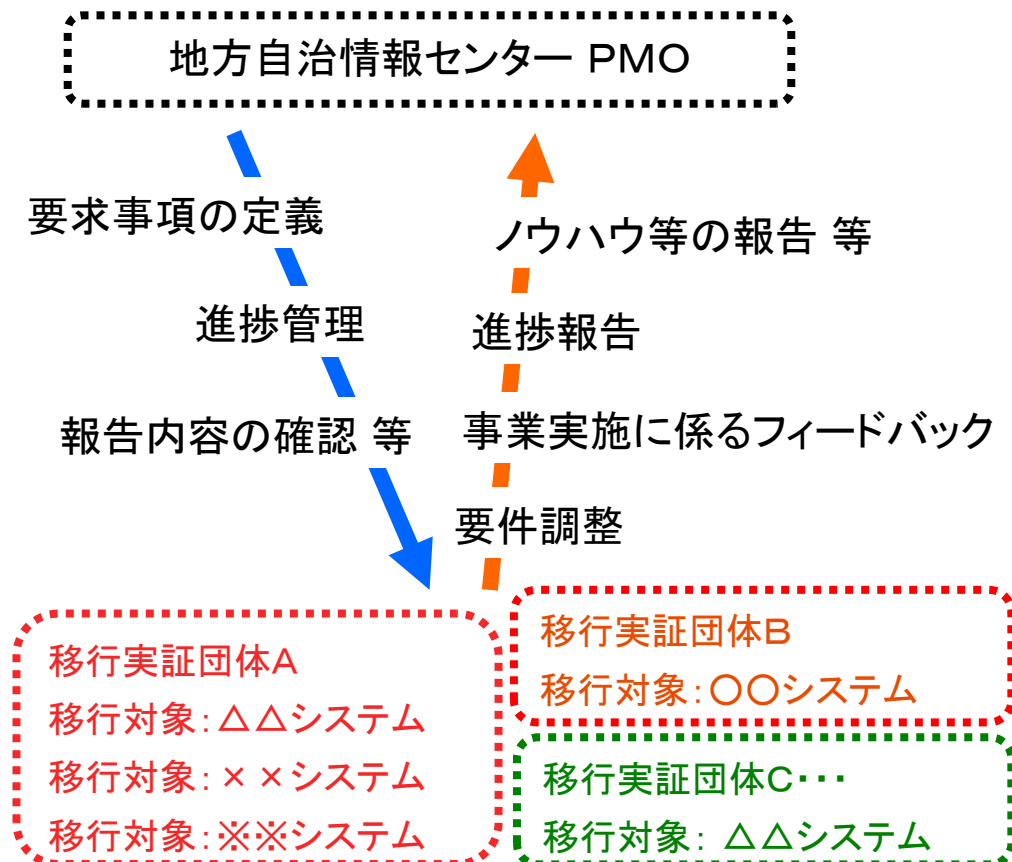 地方自治情報センター PMO
要求事項の定義
進捗管理
報告内容の確認 等
ノウハウ等の報告 等
進捗報告
事業実施に係るフィードバック
要件調整
移行実証団体A
移行対象：△△システム
移行対象：××システム
移行対象：※※システム
移行実証団体B
移行対象：〇〇システム
移行実証団体C・・・
移行対象： △△システム